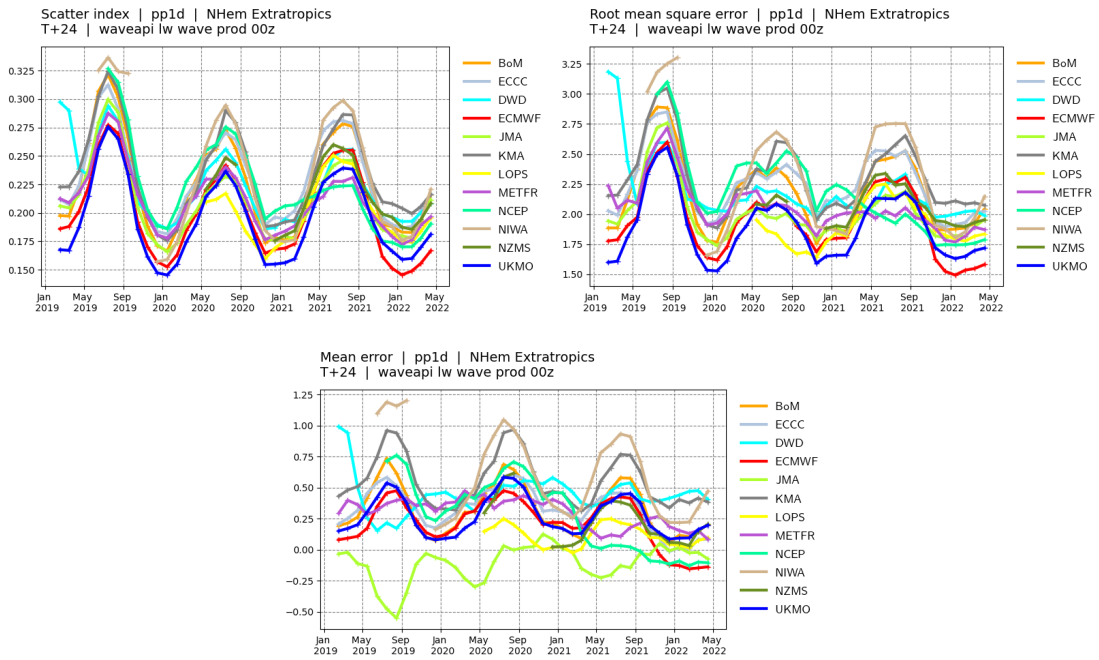 Scatter index | pp1d | NHem Extratropics
T+24 | waveapi lw wave prod 00z
0.325
0.300
0.275
0.250
0.225
0.200
0.175
0.150
Jan 2019
May 2019
Sep 2019
Jan 2020
May 2020
Sep 2020
Jan 2021
May 2021
Sep 2021
Jan 2022
May 2022
BoM
ECCC
DWD
ECMWF
JMA
KMA
LOPS
METFR
NCEP
NIWA
NZMS
UKMO
Root mean square error | pp1d | NHem Extratropics
T+24 | waveapi lw wave prod 00z
3.25
3.00
2.75
2.50
2.25
2.00
1.75
1.50
Jan 2019
May 2019
Sep 2019
Jan 2020
May 2020
Sep 2020
Jan 2021
May 2021
Sep 2021
Jan 2022
May 2022
BoM
ECCC
DWD
ECMWF
JMA
KMA
LOPS
METFR
NCEP
NIWA
NZMS
UKMO
Mean error | pp1d | NHem Extratropics
T+24 | waveapi lw wave prod 00z
1.25
1.00
0.75
0.50
0.25
0.00
−0.25
−0.50
Jan 2019
May 2019
Sep 2019
Jan 2020
May 2020
Sep 2020
Jan 2021
May 2021
Sep 2021
Jan 2022
May 2022
BoM
ECCC
DWD
ECMWF
JMA
KMA
LOPS
METFR
NCEP
NIWA
NZMS
UKMO